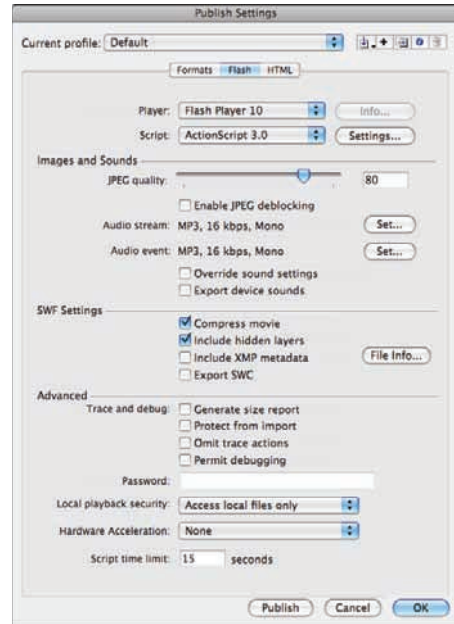 Publish Settings
Current profile: Default
Formats Flash HTML
Player: Flash Player 10 Info...
Script: ActionScript 3.0 Settings...
Images and Sounds
JPEG quality: 80
Enable JPEG deblocking
Audio stream: MP3, 16 kbps, Mono Set...
Audio event: MP3, 16 kbps, Mono Set...
Override sound settings
Export device sounds
SWF Settings
Compress movie
Include hidden layers
Include XMP metadata File Info...
Export SWC
Advanced
Trace and debug: Generate size report
Protect from import
Omit trace actions
Permit debugging
Password:
Local playback security: Access local files only
Hardware Acceleration: None
Script time limit: 15 seconds
Publish Cancel OK